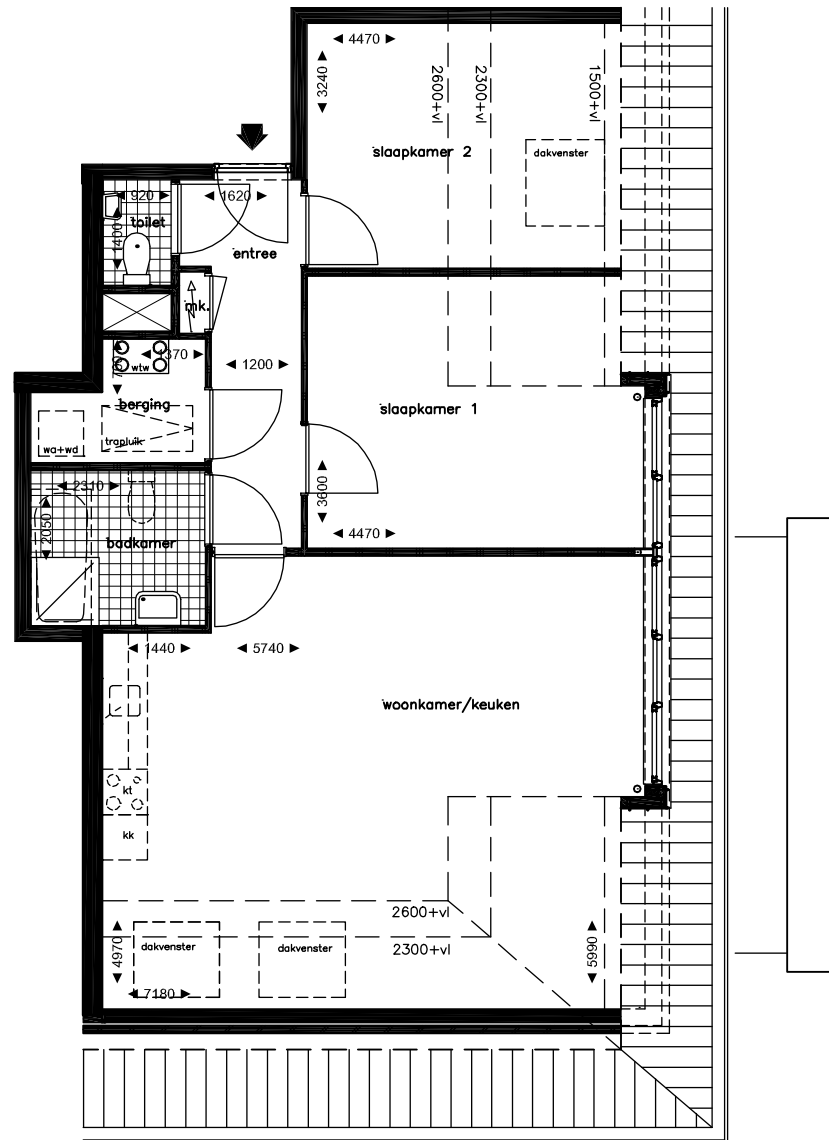 4470
3240
2600+vl
2300+vl
1500+vl
slaapkamer 2
dakvenster
920
1620
toilet
1400
entree
mk.
1370
wtw
1200
berging
slaapkamer 1
trapluik
wa+wd
2310
2050
3600
badkamer
4470
1440
5740
woonkamer/keuken
kt
kk
2600+vl
2300+vl
4970
dakvenster
dakvenster
5990
7180